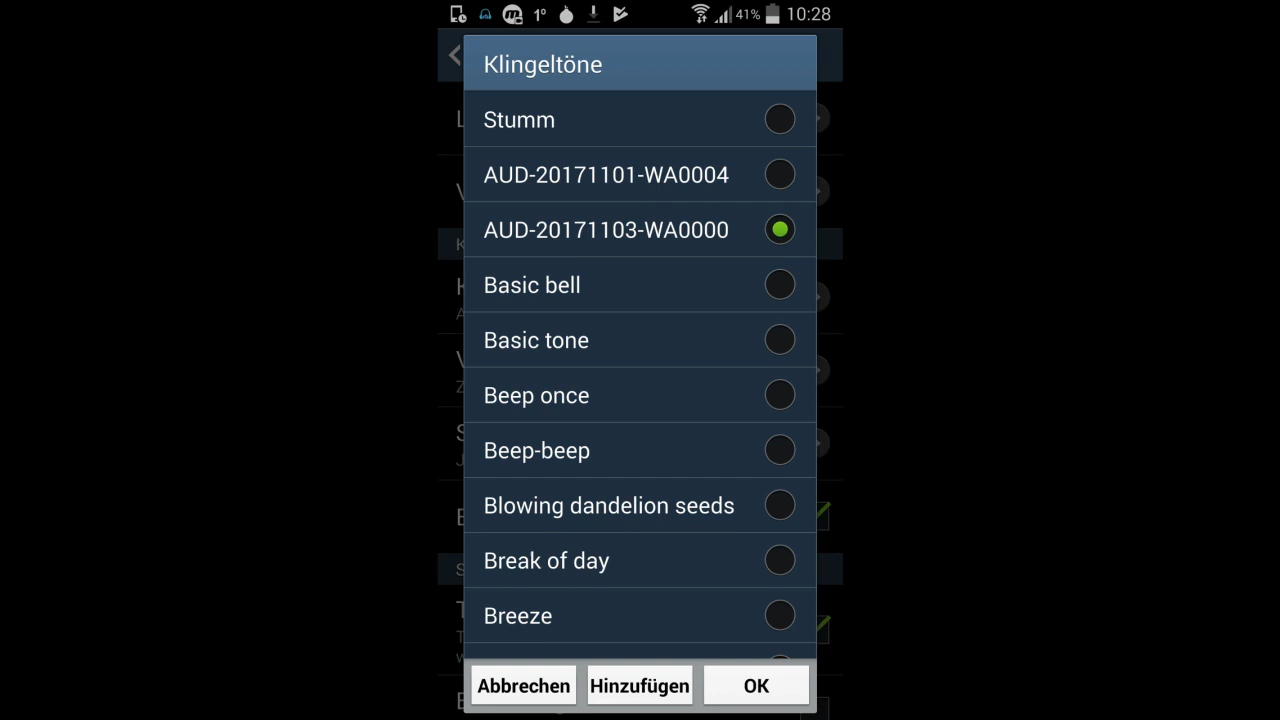 1° 41% 10:28
Klingeltöne
Stumm
AUD-20171101-WA0004
AUD-20171103-WA0000
Basic bell
Basic tone
Beep once
Beep-beep
Blowing dandelion seeds
Break of day
Breeze
Abbrechen Hinzufügen OK